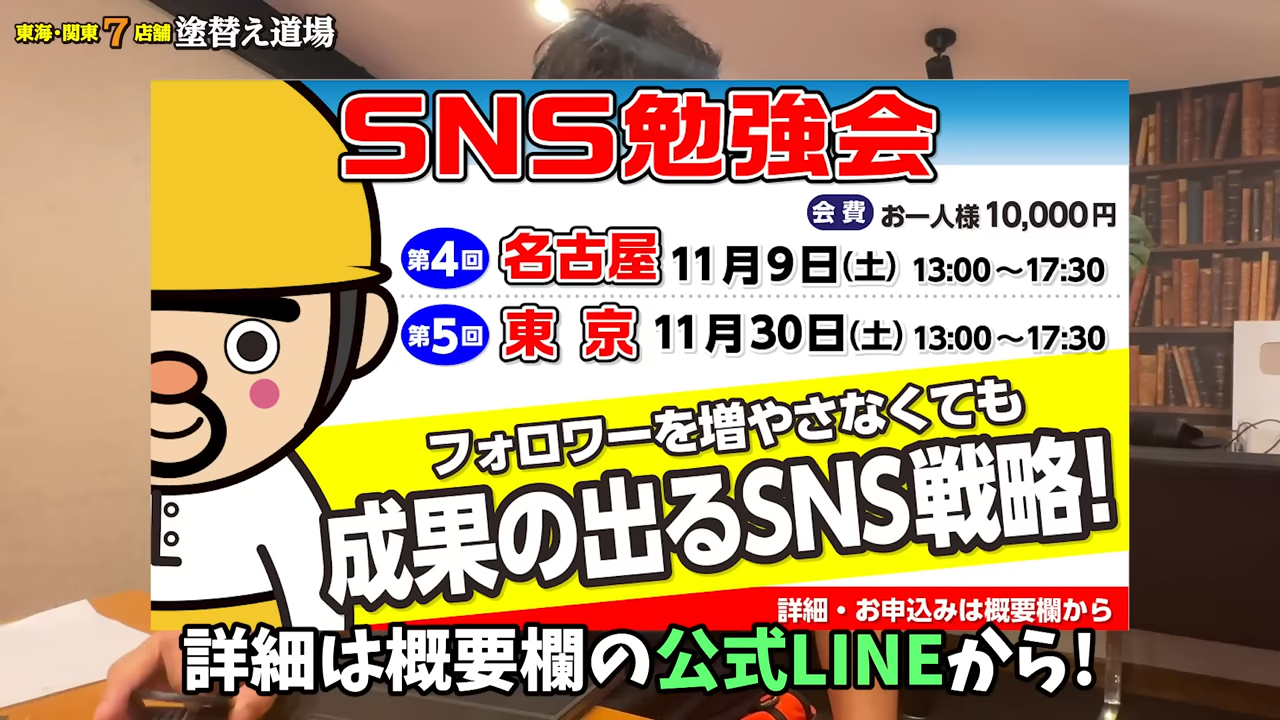 東海・関東7店舗 塗替え道場
SNS勉強会
会費 お一人様10,000円
第4回 名古屋 11月9日(土) 13:00～17:30
第5回 東京 11月30日(土) 13:00～17:30
フォロワーを増やさなくても
成果の出るSNS戦略!
詳細・お申込みは概要欄から
詳細は概要欄の公式LINEから!